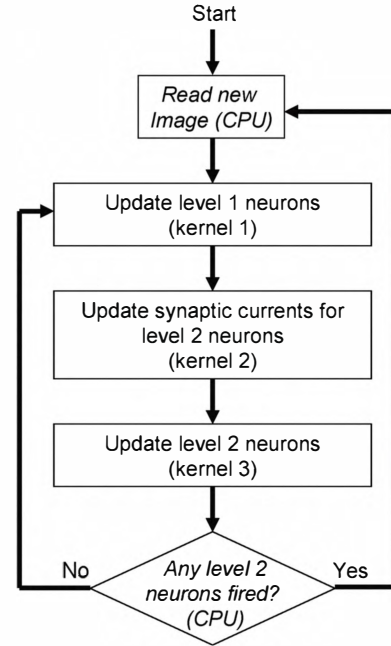 Start
Read new
Image (CPU)
Update level 1 neurons
(kernel 1)
Update synaptic currents for
level 2 neurons
(kernel 2)
Update level 2 neurons
(kernel 3)
No
Any level 2
neurons fired?
(CPU)
Yes